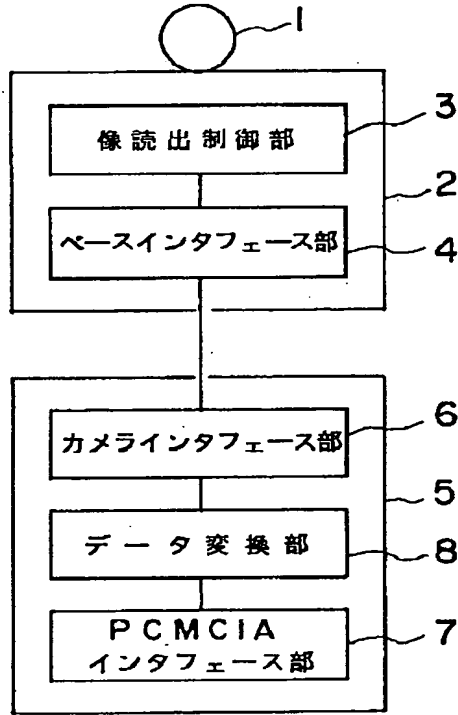 1
像読出制御部
3
2
ベースインタフェース部
4
カメラインタフェース部
6
5
データ変換部
8
PCMCIA
インタフェース部
7